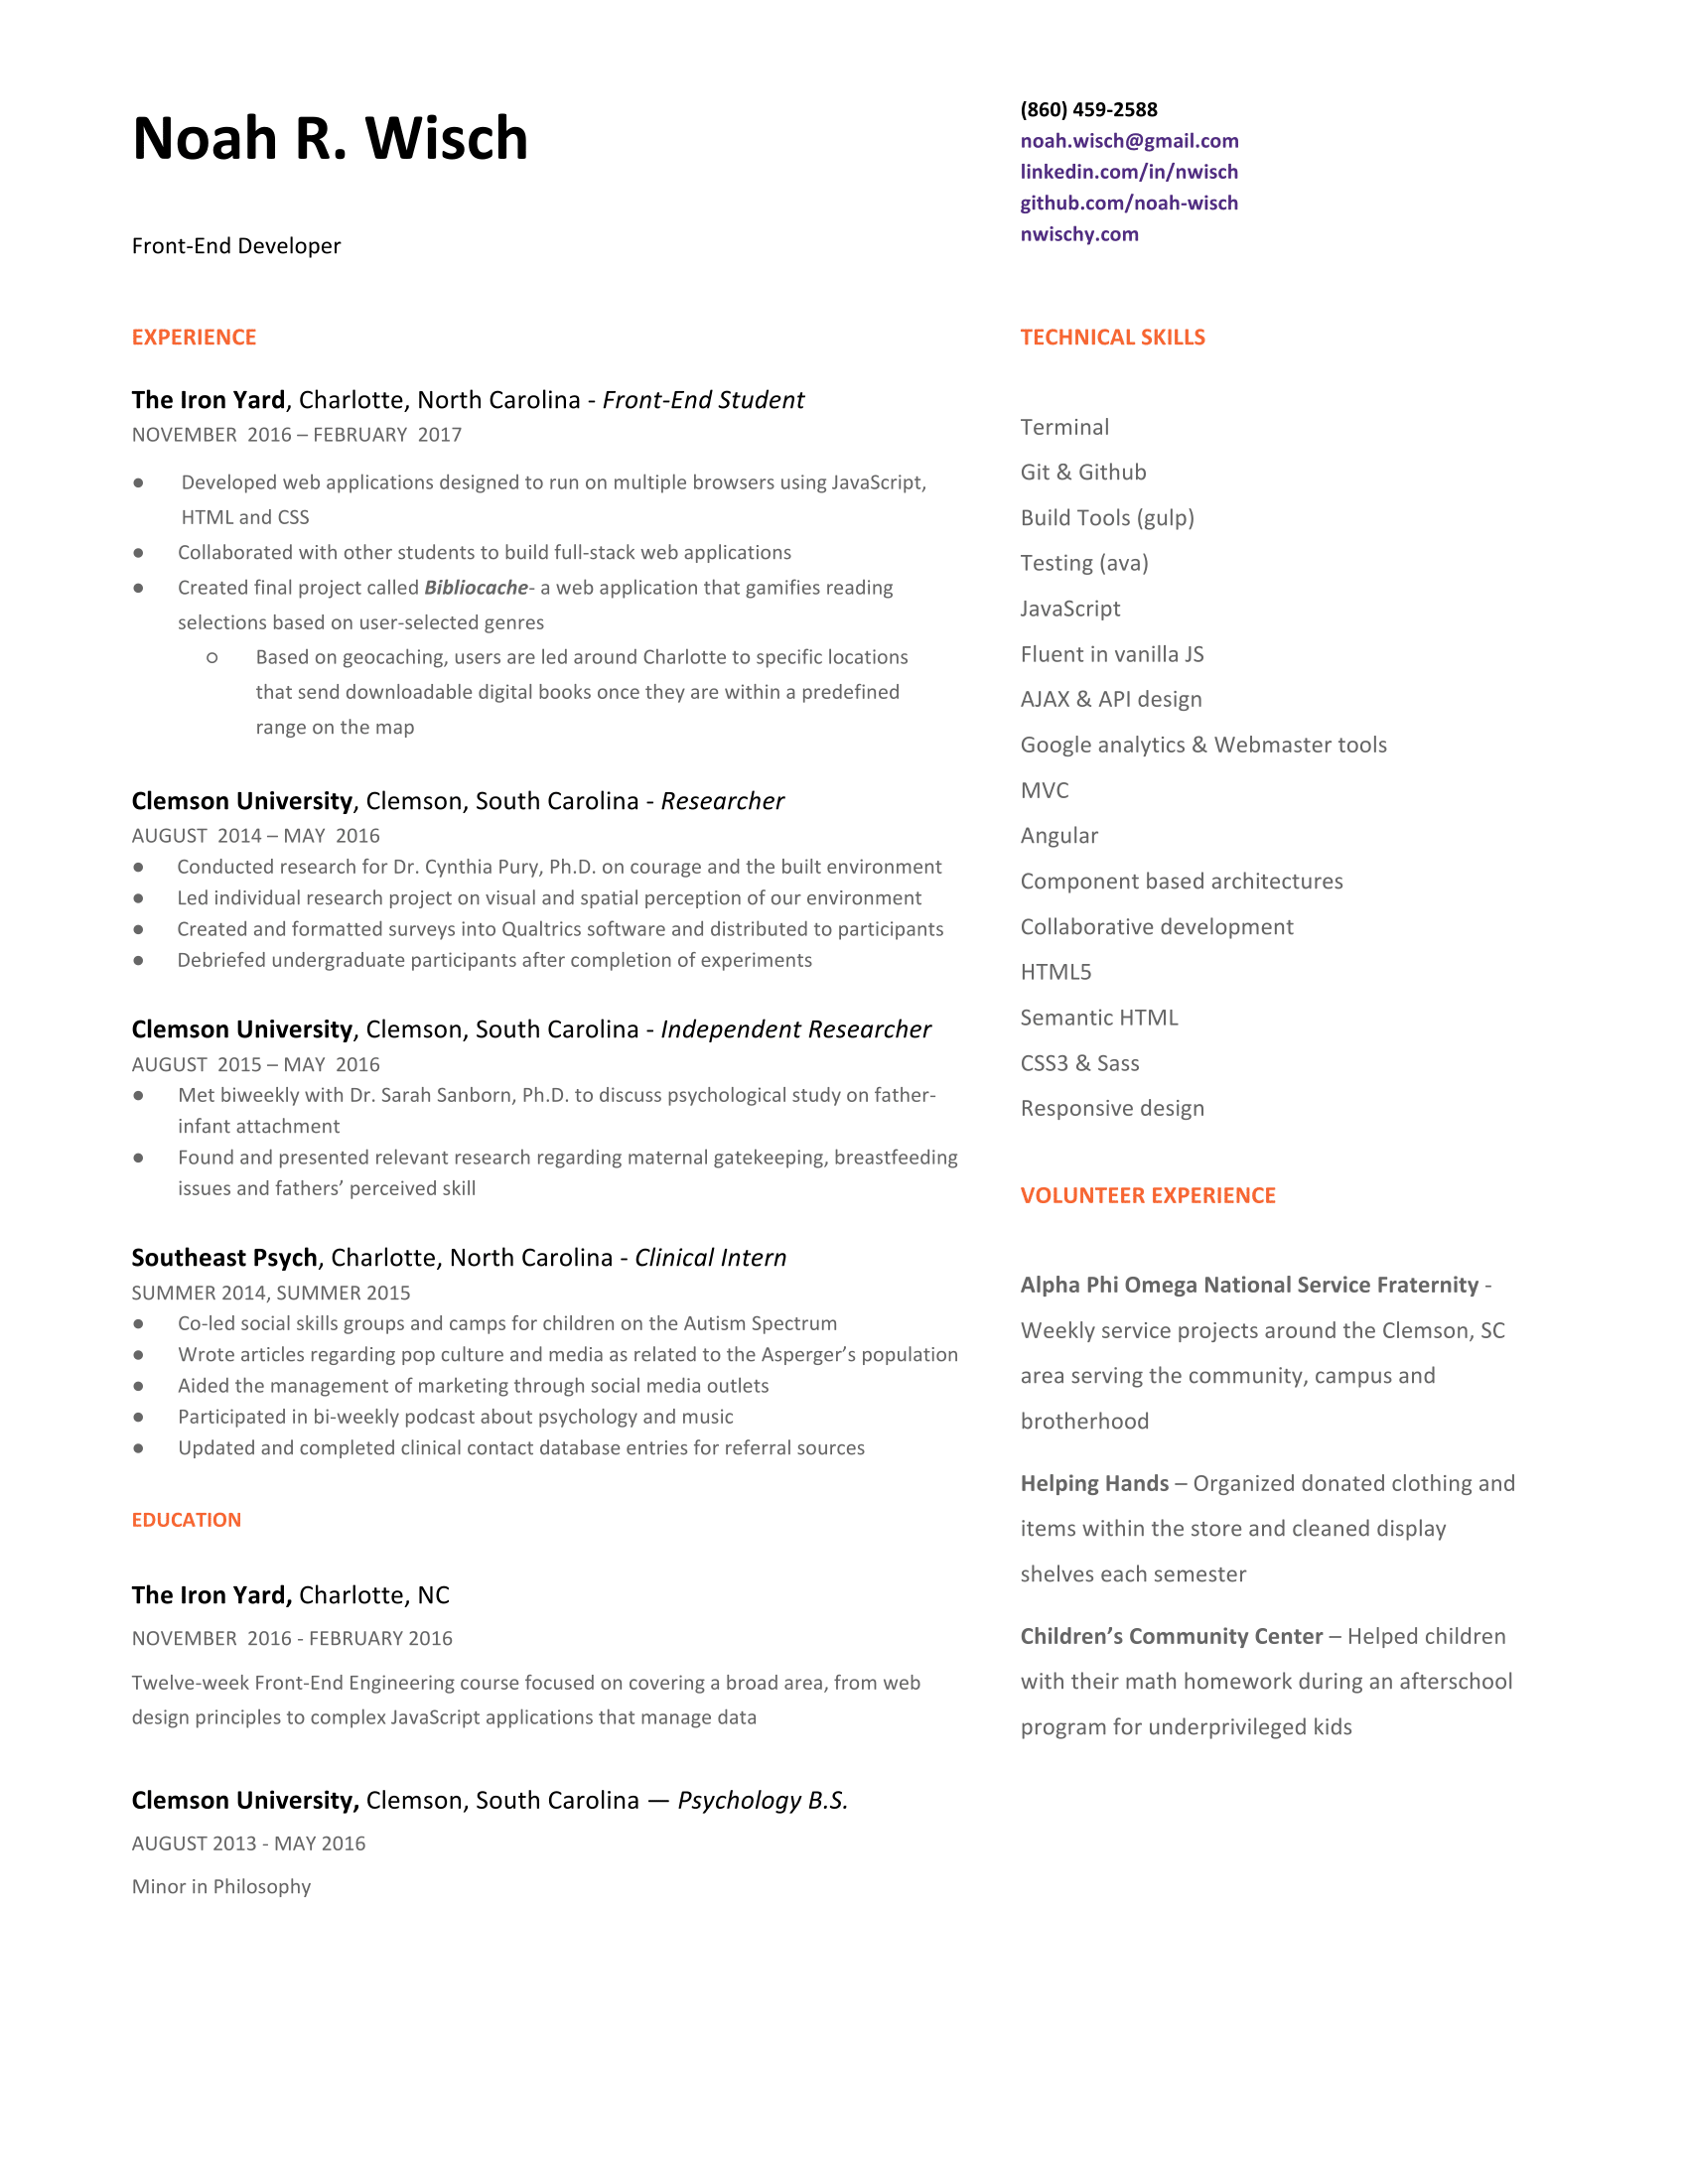 Noah R. Wisch
Front-End Developer
(860) 459-2588
noah.wisch@gmail.com
linkedin.com/in/nwisch
github.com/noah-wisch
nwischy.com
EXPERIENCE
The Iron Yard, Charlotte, North Carolina - Front-End Student
NOVEMBER  2016 – FEBRUARY  2017
● Developed web applications designed to run on multiple browsers using JavaScript,
HTML and CSS
● Collaborated with other students to build full-stack web applications
● Created final project called Bibliocache- a web application that gamifies reading
selections based on user-selected genres
○ Based on geocaching, users are led around Charlotte to specific locations
that send downloadable digital books once they are within a predefined
range on the map
Clemson University, Clemson, South Carolina - Researcher
AUGUST  2014 – MAY  2016
● Conducted research for Dr. Cynthia Pury, Ph.D. on courage and the built environment
● Led individual research project on visual and spatial perception of our environment
● Created and formatted surveys into Qualtrics software and distributed to participants
● Debriefed undergraduate participants after completion of experiments
Clemson University, Clemson, South Carolina - Independent Researcher
AUGUST  2015 – MAY  2016
● Met biweekly with Dr. Sarah Sanborn, Ph.D. to discuss psychological study on father-
infant attachment
● Found and presented relevant research regarding maternal gatekeeping, breastfeeding
issues and fathers’ perceived skill
Southeast Psych, Charlotte, North Carolina - Clinical Intern
SUMMER 2014, SUMMER 2015
● Co-led social skills groups and camps for children on the Autism Spectrum
● Wrote articles regarding pop culture and media as related to the Asperger’s population
● Aided the management of marketing through social media outlets
● Participated in bi-weekly podcast about psychology and music
● Updated and completed clinical contact database entries for referral sources
EDUCATION
The Iron Yard, Charlotte, NC
NOVEMBER  2016 - FEBRUARY 2016
Twelve-week Front-End Engineering course focused on covering a broad area, from web
design principles to complex JavaScript applications that manage data
Clemson University, Clemson, South Carolina — Psychology B.S.
AUGUST 2013 - MAY 2016
Minor in Philosophy
TECHNICAL SKILLS
Terminal
Git & Github
Build Tools (gulp)
Testing (ava)
JavaScript
Fluent in vanilla JS
AJAX & API design
Google analytics & Webmaster tools
MVC
Angular
Component based architectures
Collaborative development
HTML5
Semantic HTML
CSS3 & Sass
Responsive design
VOLUNTEER EXPERIENCE
Alpha Phi Omega National Service Fraternity -
Weekly service projects around the Clemson, SC
area serving the community, campus and
brotherhood
Helping Hands – Organized donated clothing and
items within the store and cleaned display
shelves each semester
Children’s Community Center – Helped children
with their math homework during an afterschool
program for underprivileged kids